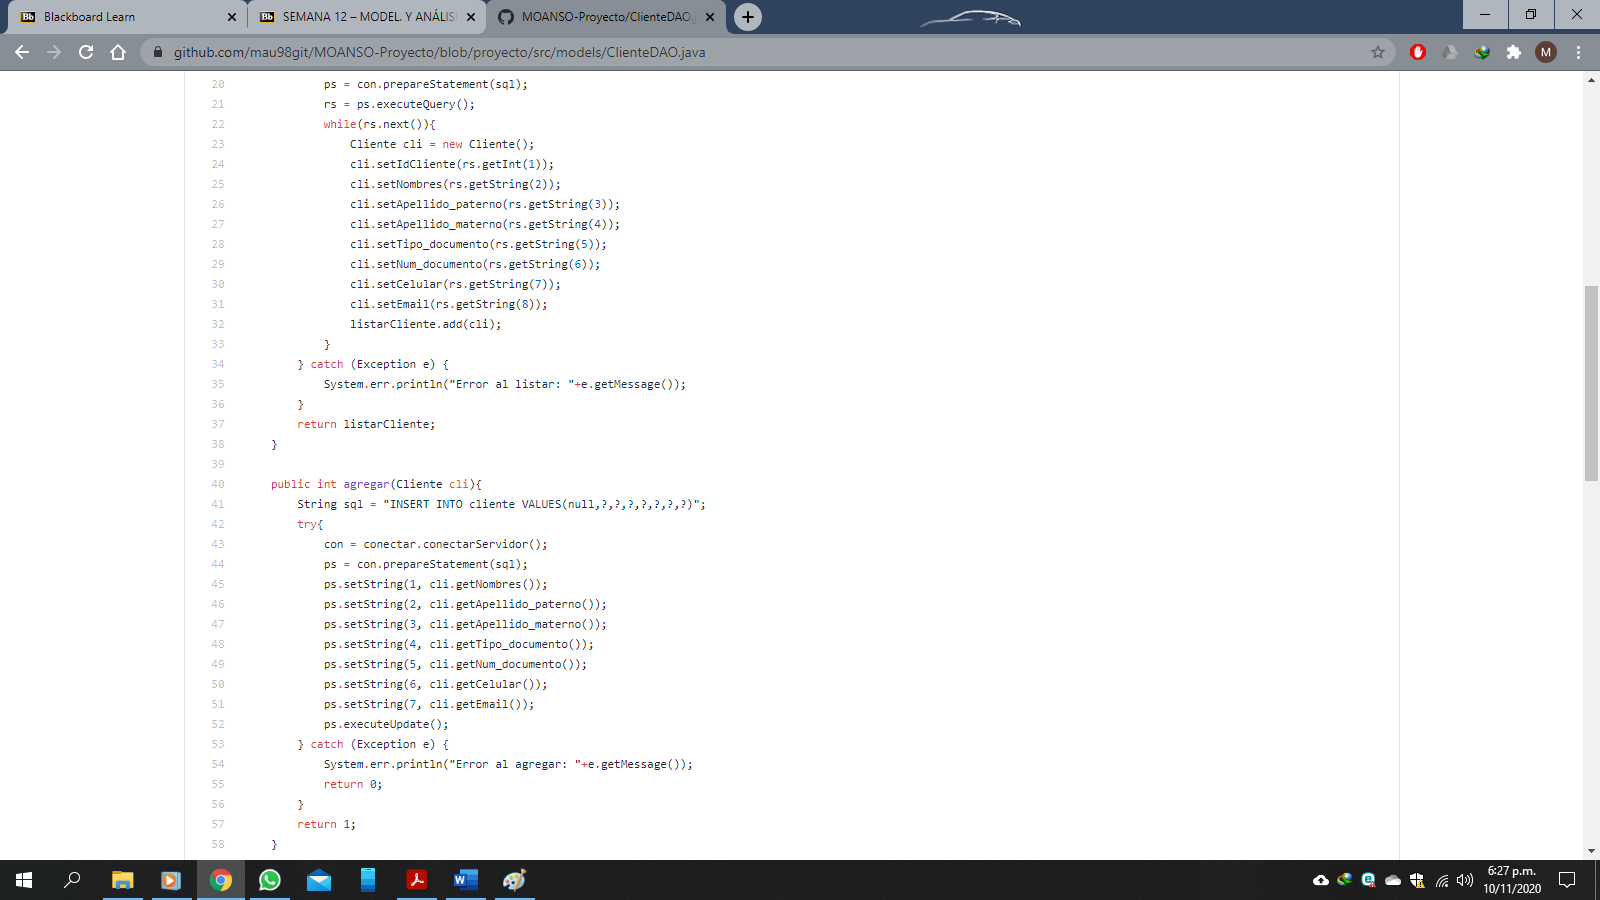 Blackboard Learn
SEMANA 12 – MODEL. Y ANÁLIS
MOANSO-Proyecto/ClienteDAO.j
github.com/mau98git/MOANSO-Proyecto/blob/proyecto/src/models/ClienteDAO.java
M
20 ps = con.prepareStatement(sql);
21 rs = ps.executeQuery();
22 while(rs.next()){
23 Cliente cli = new Cliente();
24 cli.setIdCliente(rs.getInt(1));
25 cli.setNombres(rs.getString(2));
26 cli.setApellido_paterno(rs.getString(3));
27 cli.setApellido_materno(rs.getString(4));
28 cli.setTipo_documento(rs.getString(5));
29 cli.setNum_documento(rs.getString(6));
30 cli.setCelular(rs.getString(7));
31 cli.setEmail(rs.getString(8));
32 listarCliente.add(cli);
33 }
34 } catch (Exception e) {
35 System.err.println("Error al listar: "+e.getMessage());
36 }
37 return listarCliente;
38 }
39
40 public int agregar(Cliente cli){
41 String sql = "INSERT INTO cliente VALUES(null,?,?,?,?,?,?,?)";
42 try{
43 con = conectar.conectarServidor();
44 ps = con.prepareStatement(sql);
45 ps.setString(1, cli.getNombres());
46 ps.setString(2, cli.getApellido_paterno());
47 ps.setString(3, cli.getApellido_materno());
48 ps.setString(4, cli.getTipo_documento());
49 ps.setString(5, cli.getNum_documento());
50 ps.setString(6, cli.getCelular());
51 ps.setString(7, cli.getEmail());
52 ps.executeUpdate();
53 } catch (Exception e) {
54 System.err.println("Error al agregar: "+e.getMessage());
55 return 0;
56 }
57 return 1;
58 }
6:27 p.m.
10/11/2020